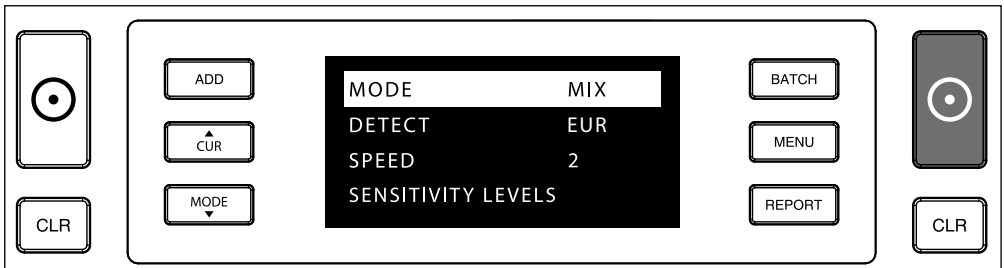 ADD
CUR
MODE
CLR
MODE MIX
DETECT EUR
SPEED 2
SENSITIVITY LEVELS
BATCH
MENU
REPORT
CLR